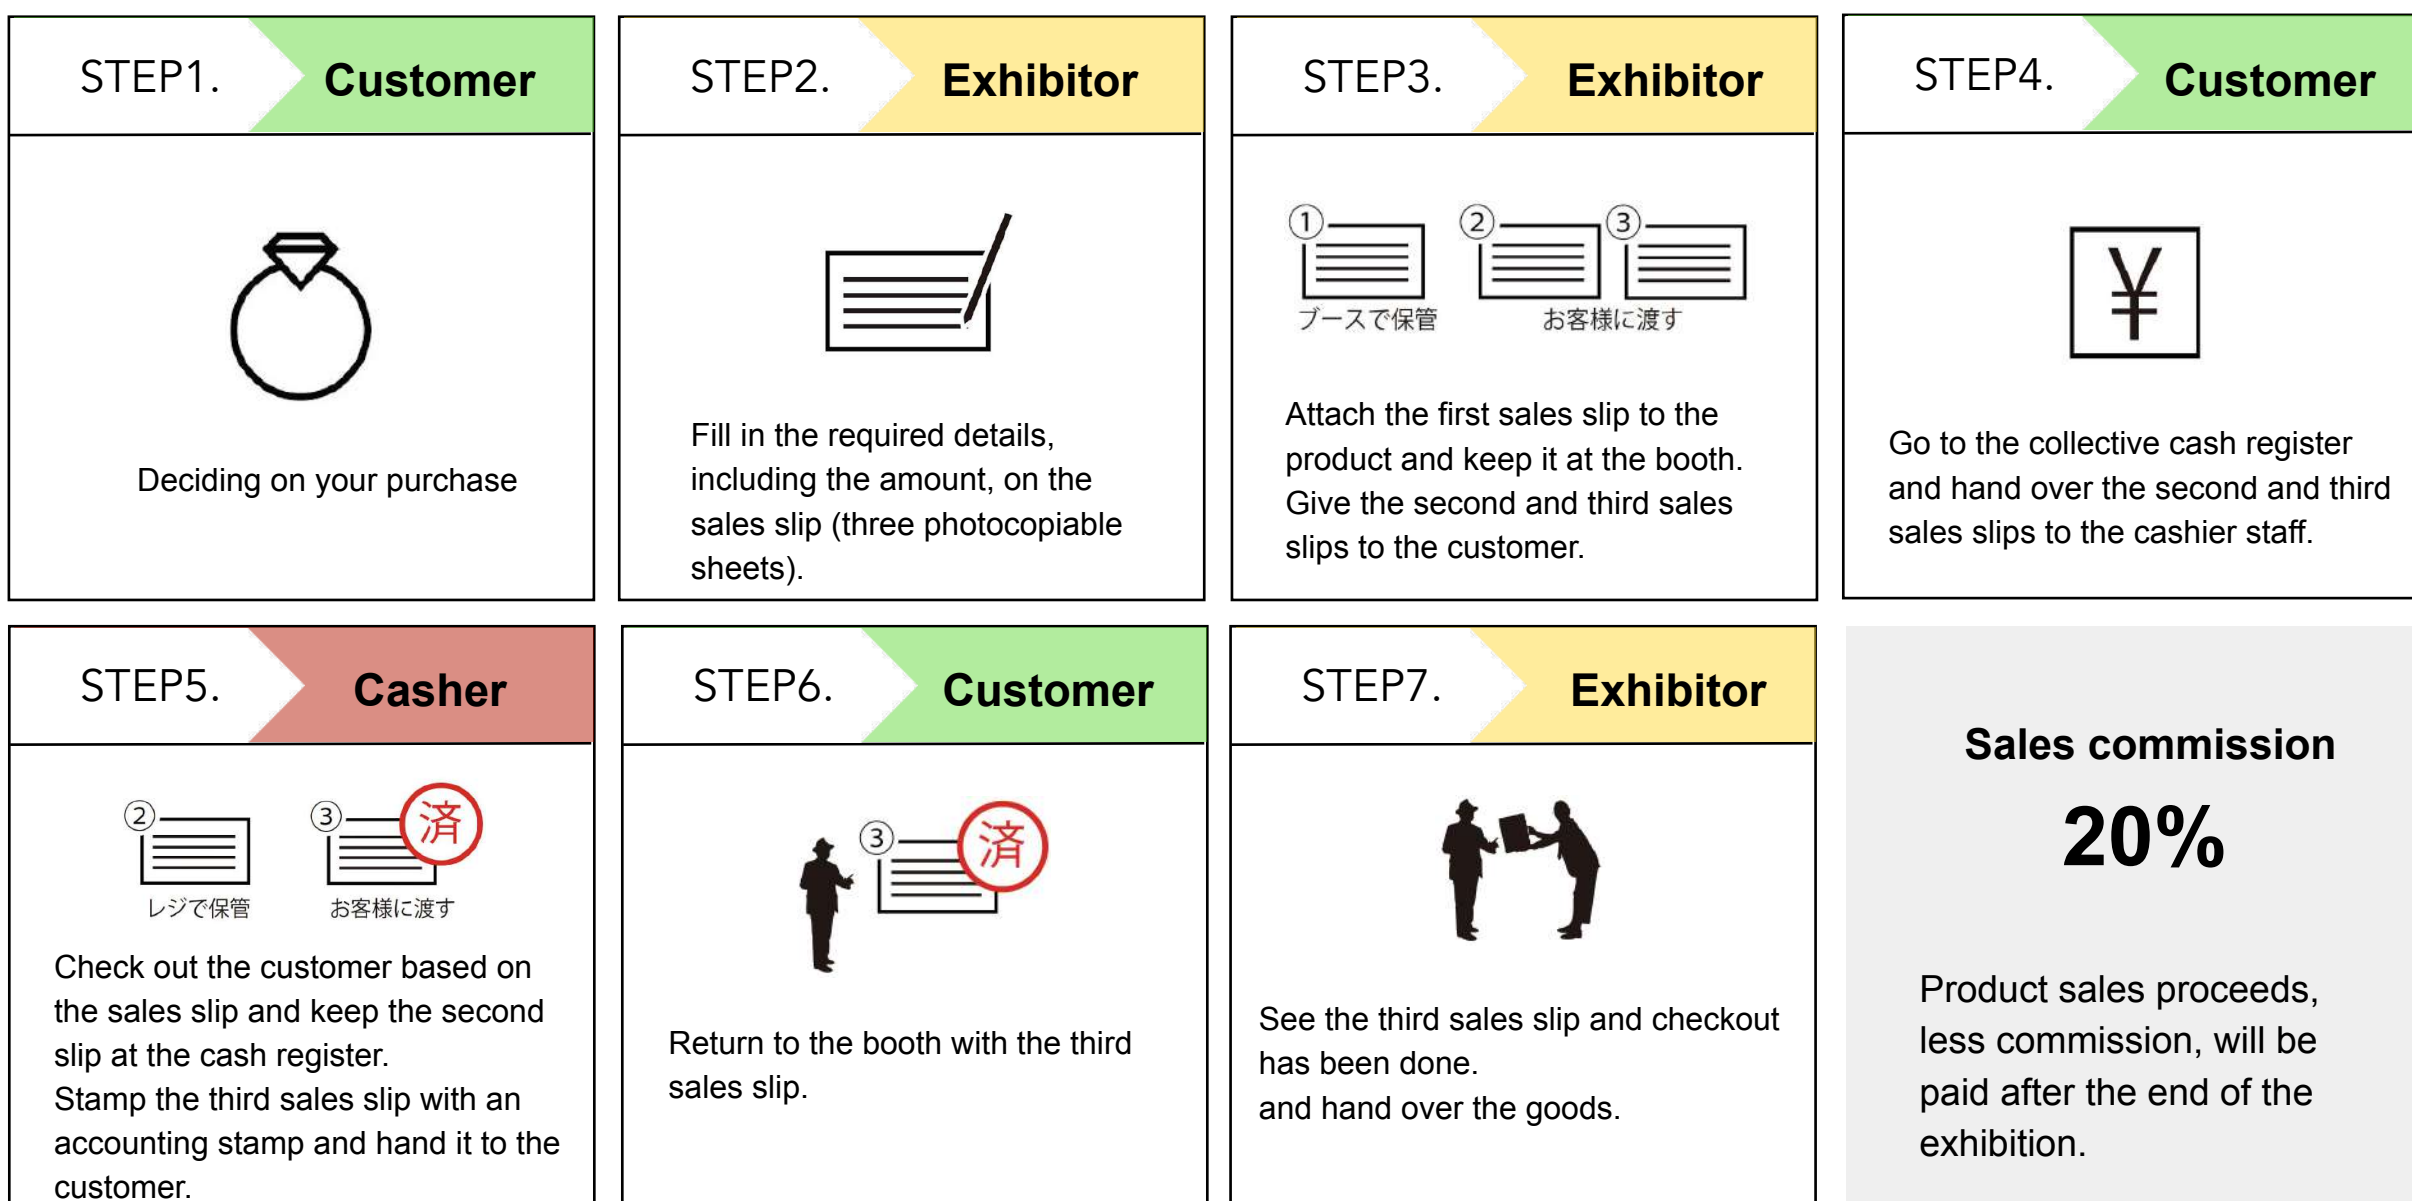 STEP1.
Customer
Deciding on your purchase
STEP2.
Exhibitor
Fill in the required details,
including the amount, on the
sales slip (three photocopiable
sheets).
STEP3.
Exhibitor
① ② ③
ブースで保管 お客様に渡す
Attach the first sales slip to the
product and keep it at the booth.
Give the second and third sales
slips to the customer.
STEP4.
Customer
¥
Go to the collective cash register
and hand over the second and third
sales slips to the cashier staff.
STEP5.
Casher
② ③ 済
レジで保管 お客様に渡す
Check out the customer based on
the sales slip and keep the second
slip at the cash register.
Stamp the third sales slip with an
accounting stamp and hand it to the
customer.
STEP6.
Customer
③ 済
Return to the booth with the third
sales slip.
STEP7.
Exhibitor
See the third sales slip and checkout
has been done.
and hand over the goods.
Sales commission
20%
Product sales proceeds,
less commission, will be
paid after the end of the
exhibition.